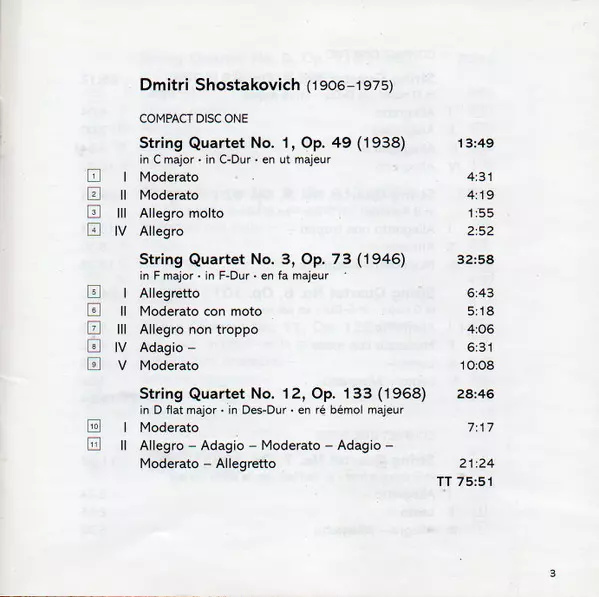 Dmitri Shostakovich (1906–1975)
COMPACT DISC ONE
String Quartet No. 1, Op. 49 (1938) 13:49
in C major · in C-Dur · en ut majeur
1 I Moderato 4:31
2 II Moderato 4:19
3 III Allegro molto 1:55
4 IV Allegro 2:52
String Quartet No. 3, Op. 73 (1946) 32:58
in F major · in F-Dur · en fa majeur
5 I Allegretto 6:43
6 II Moderato con moto 5:18
7 III Allegro non troppo 4:06
8 IV Adagio – 6:31
9 V Moderato 10:08
String Quartet No. 12, Op. 133 (1968) 28:46
in D flat major · in Des-Dur · en ré bémol majeur
10 I Moderato 7:17
11 II Allegro – Adagio – Moderato – Adagio –
Moderato – Allegretto 21:24
TT 75:51
3